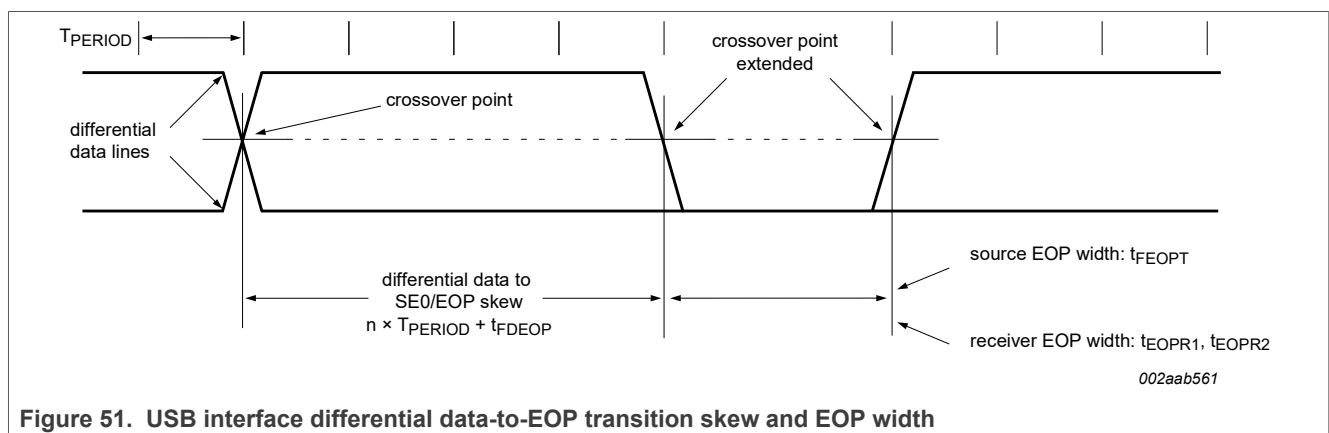 TPERIOD
crossover point
extended
crossover point
differential
data lines
differential data to
SE0/EOP skew
n × TPERIOD + tFDEOP
source EOP width: tFEOPT
receiver EOP width: tEOPR1, tEOPR2
002aab561
Figure 51. USB interface differential data-to-EOP transition skew and EOP width